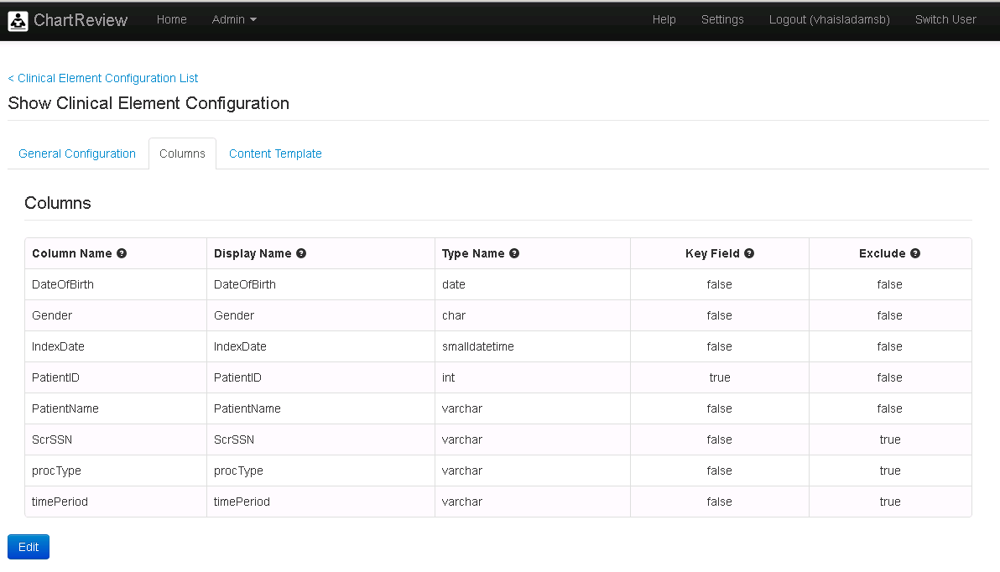 ChartReview Home Admin Help Settings Logout (vhaisladamsb) Switch User
< Clinical Element Configuration List
Show Clinical Element Configuration
General Configuration Columns Content Template
Columns
Column Name Display Name Type Name Key Field Exclude
DateOfBirth DateOfBirth date false false
Gender Gender char false false
IndexDate IndexDate smalldatetime false false
PatientID PatientID int true false
PatientName PatientName varchar false false
ScrSSN ScrSSN varchar false true
procType procType varchar false true
timePeriod timePeriod varchar false true
Edit